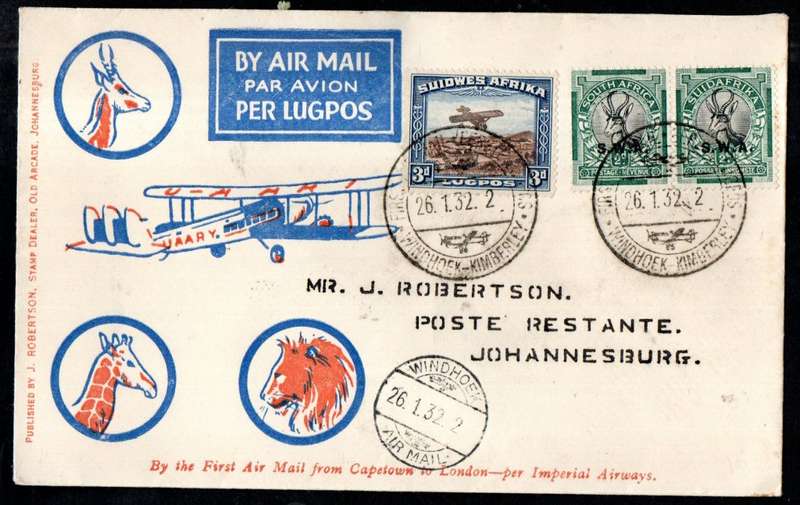 PUBLISHED BY J. ROBERTSON, STAMP DEALER, OLD ARCADE, JOHANNESBURG.
BY AIR MAIL
PAR AVION
PER LUGPOS
SUIDWES AFRIKA
3d
LUGPOS
3d
SOUTH AFRICA
S.W.A.
POSTAGE-REVENUE
SUIDAFRIKA
S.W.A.
26.1.32. 2
WINDHOEK-KIMBERLEY
26.1.32. 2
WINDHOEK-KIMBERLEY
UAARY.
MR. J. ROBERTSON.
POSTE RESTANTE.
JOHANNESBURG.
WINDHOEK
26.1.32. 2
AIR MAIL
By the First Air Mail from Capetown to London—per Imperial Airways.